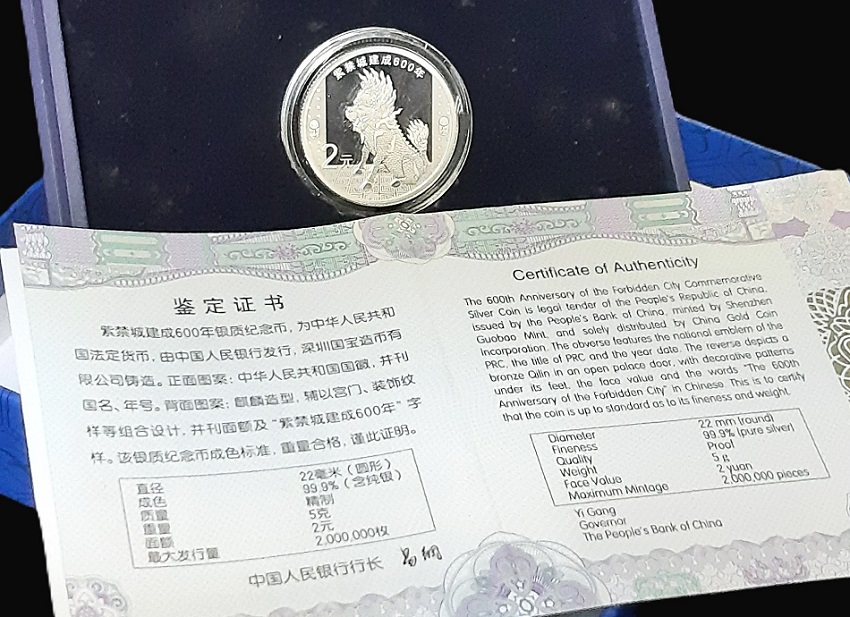 紫禁城建成600年
2元
鉴定证书
紫禁城建成600年银质纪念币，为中华人民共和
国法定货币，由中国人民银行发行，深圳国宝造币有
限公司铸造。正面图案：中华人民共和国国徽，并刊
国名、年号。背面图案：麒麟造型，辅以宫门、装饰纹
样等组合设计，并刊面额及“紫禁城建成600年”字
样。该银质纪念币成色标准，重量合格，谨此证明。
直径 22毫米（圆形）
成色 99.9%（含纯银）
质量 精制
重量 5克
面额 2元
最大发行量 2,000,000枚
中国人民银行行长 易纲
Certificate of Authenticity
The 600th Anniversary of the Forbidden City Commemorative
Silver Coin is legal tender of the People's Republic of China,
issued by the People's Bank of China, minted by Shenzhen
Guobao Mint, and solely distributed by China Gold Coin
Incorporation. The obverse features the national emblem of the
PRC, the title of PRC and the year date. The reverse depicts a
bronze Qilin in an open palace door, with decorative patterns
under its feet, the face value and the words "The 600th
Anniversary of the Forbidden City" in Chinese. This is to certify
that the coin is up to standard as to its fineness and weight.
Diameter 22 mm (round)
Fineness 99.9% (pure silver)
Quality Proof
Weight 5 g
Face Value 2 yuan
Maximum Mintage 2,000,000 pieces
Yi Gang
Governor
The People's Bank of China